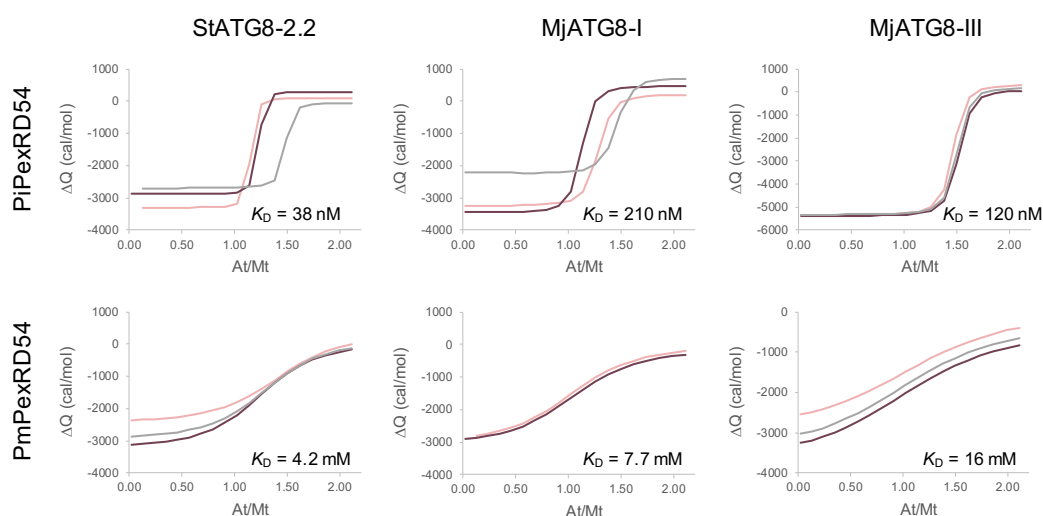 StATG8-2.2 MjATG8-I MjATG8-III
PiPexRD54
ΔQ (cal/mol)
1000
0
-1000
-2000
-3000
-4000
0.00 0.50 1.00 1.50 2.00
At/Mt
KD = 38 nM
ΔQ (cal/mol)
1000
0
-1000
-2000
-3000
-4000
0.00 0.50 1.00 1.50 2.00
At/Mt
KD = 210 nM
ΔQ (cal/mol)
1000
0
-1000
-2000
-3000
-4000
-5000
-6000
0.00 0.50 1.00 1.50 2.00
At/Mt
KD = 120 nM
PmPexRD54
ΔQ (cal/mol)
1000
0
-1000
-2000
-3000
-4000
0.00 0.50 1.00 1.50 2.00
At/Mt
KD = 4.2 mM
ΔQ (cal/mol)
1000
0
-1000
-2000
-3000
-4000
0.00 0.50 1.00 1.50 2.00
At/Mt
KD = 7.7 mM
ΔQ (cal/mol)
0
-1000
-2000
-3000
-4000
0.00 0.50 1.00 1.50 2.00
At/Mt
KD = 16 mM